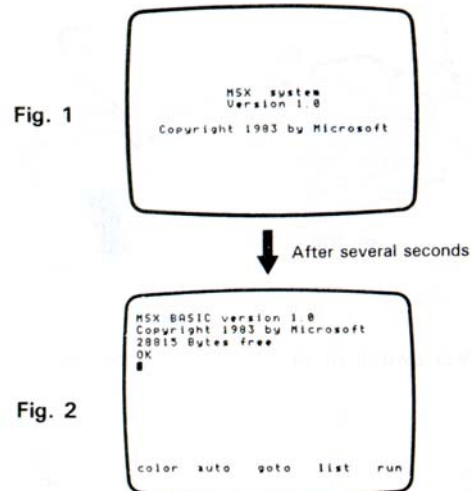 Fig. 1
MSX system
Version 1.0
Copyright 1983 by Microsoft
After several seconds
Fig. 2
MSX BASIC version 1.0
Copyright 1983 by Microsoft
28815 Bytes free
OK
color auto goto list run